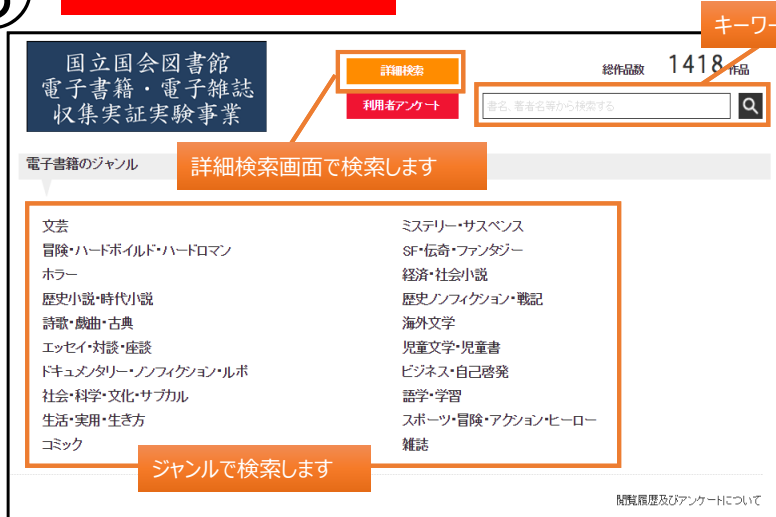 キーワー
国立国会図書館
電子書籍・電子雑誌
収集実証実験事業
詳細検索
総作品数 1418 作品
利用者アンケート
書名、著者名等から検索する
電子書籍のジャンル
詳細検索画面で検索します
文芸
ミステリー・サスペンス
冒険・ハードボイルド・ハードロマン
SF・伝奇・ファンタジー
ホラー
経済・社会小説
歴史小説・時代小説
歴史ノンフィクション・戦記
詩歌・戯曲・古典
海外文学
エッセイ・対談・座談
児童文学・児童書
ドキュメンタリー・ノンフィクション・ルポ
ビジネス・自己啓発
社会・科学・文化・サブカル
語学・学習
生活・実用・生き方
スポーツ・冒険・アクション・ヒーロー
コミック
雑誌
ジャンルで検索します
閲覧履歴及びアンケートについて